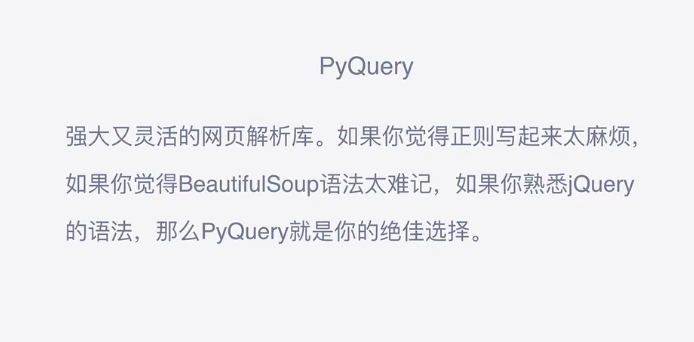 PyQuery
强大又灵活的网页解析库。如果你觉得正则写起来太麻烦，
如果你觉得BeautifulSoup语法太难记，如果你熟悉jQuery
的语法，那么PyQuery就是你的绝佳选择。